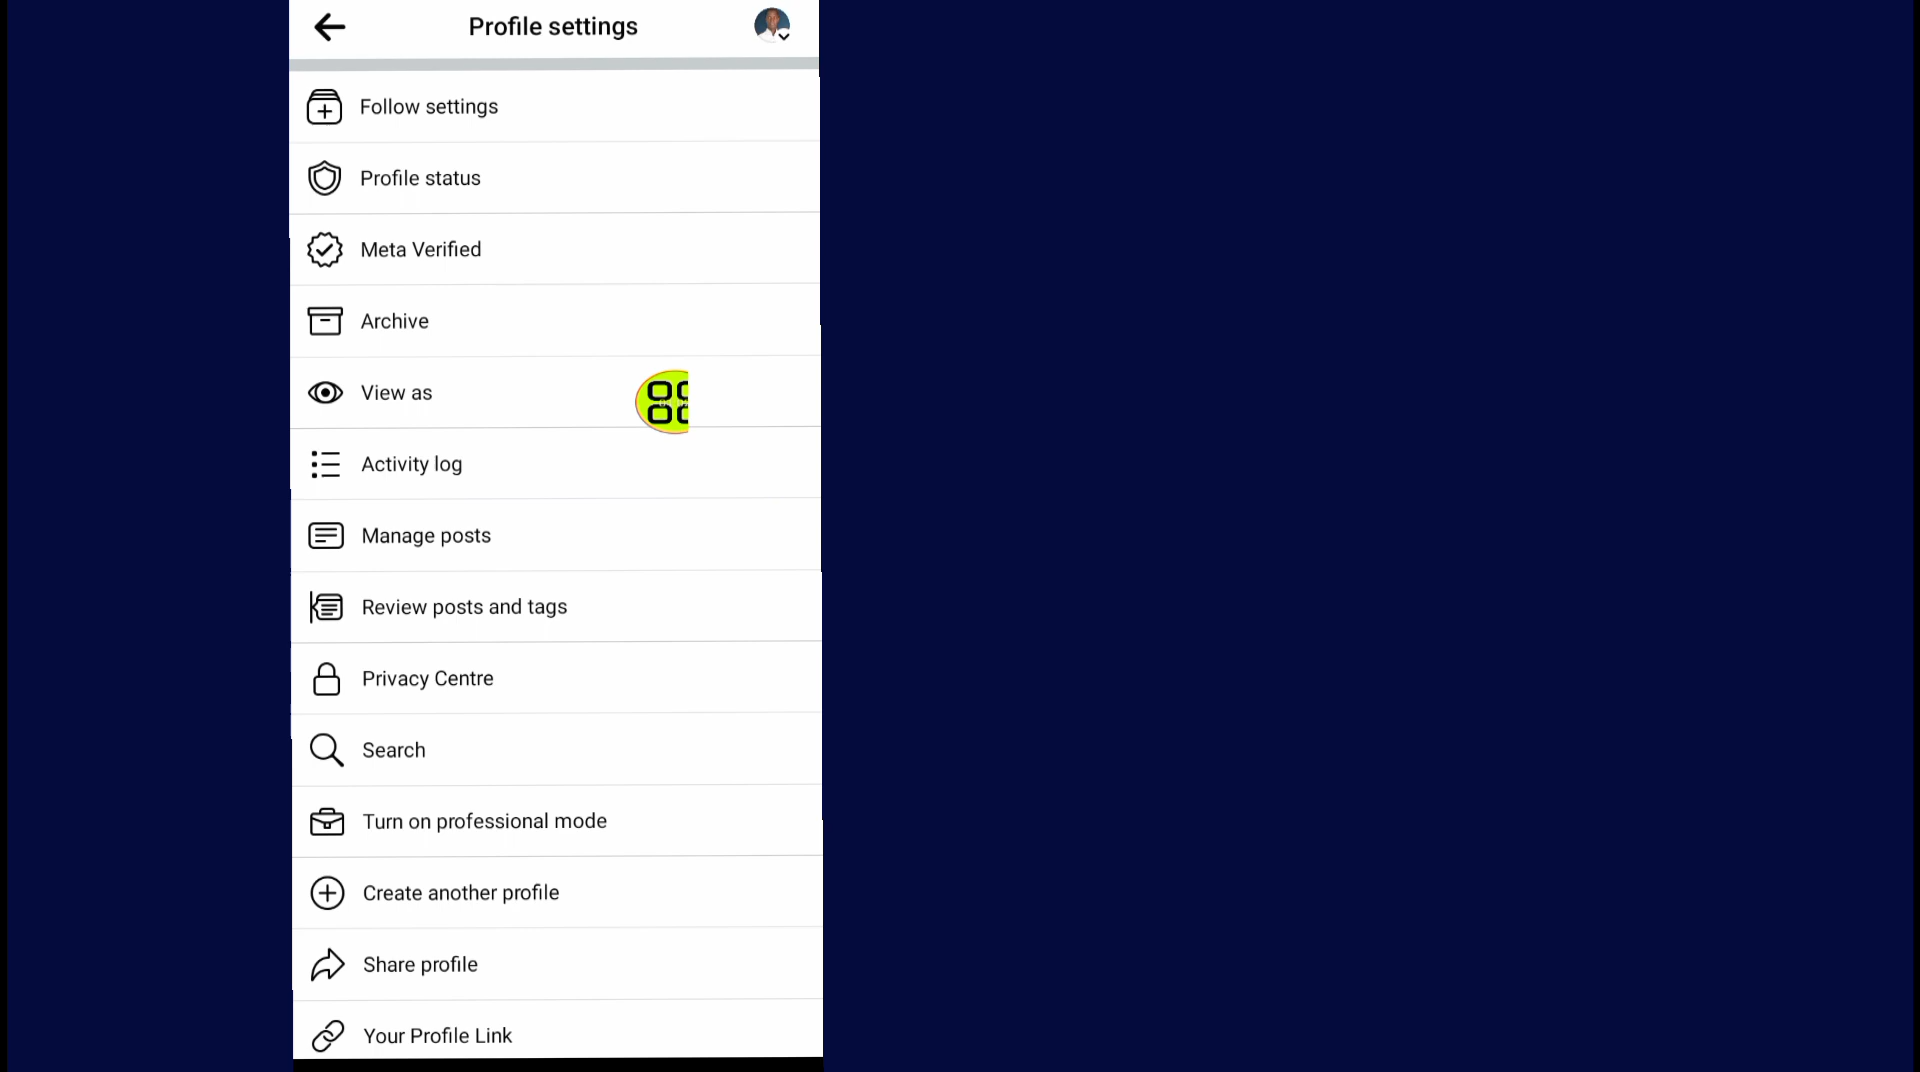 Profile settings
Follow settings
Profile status
Meta Verified
Archive
View as
Activity log
Manage posts
Review posts and tags
Privacy Centre
Search
Turn on professional mode
Create another profile
Share profile
Your Profile Link